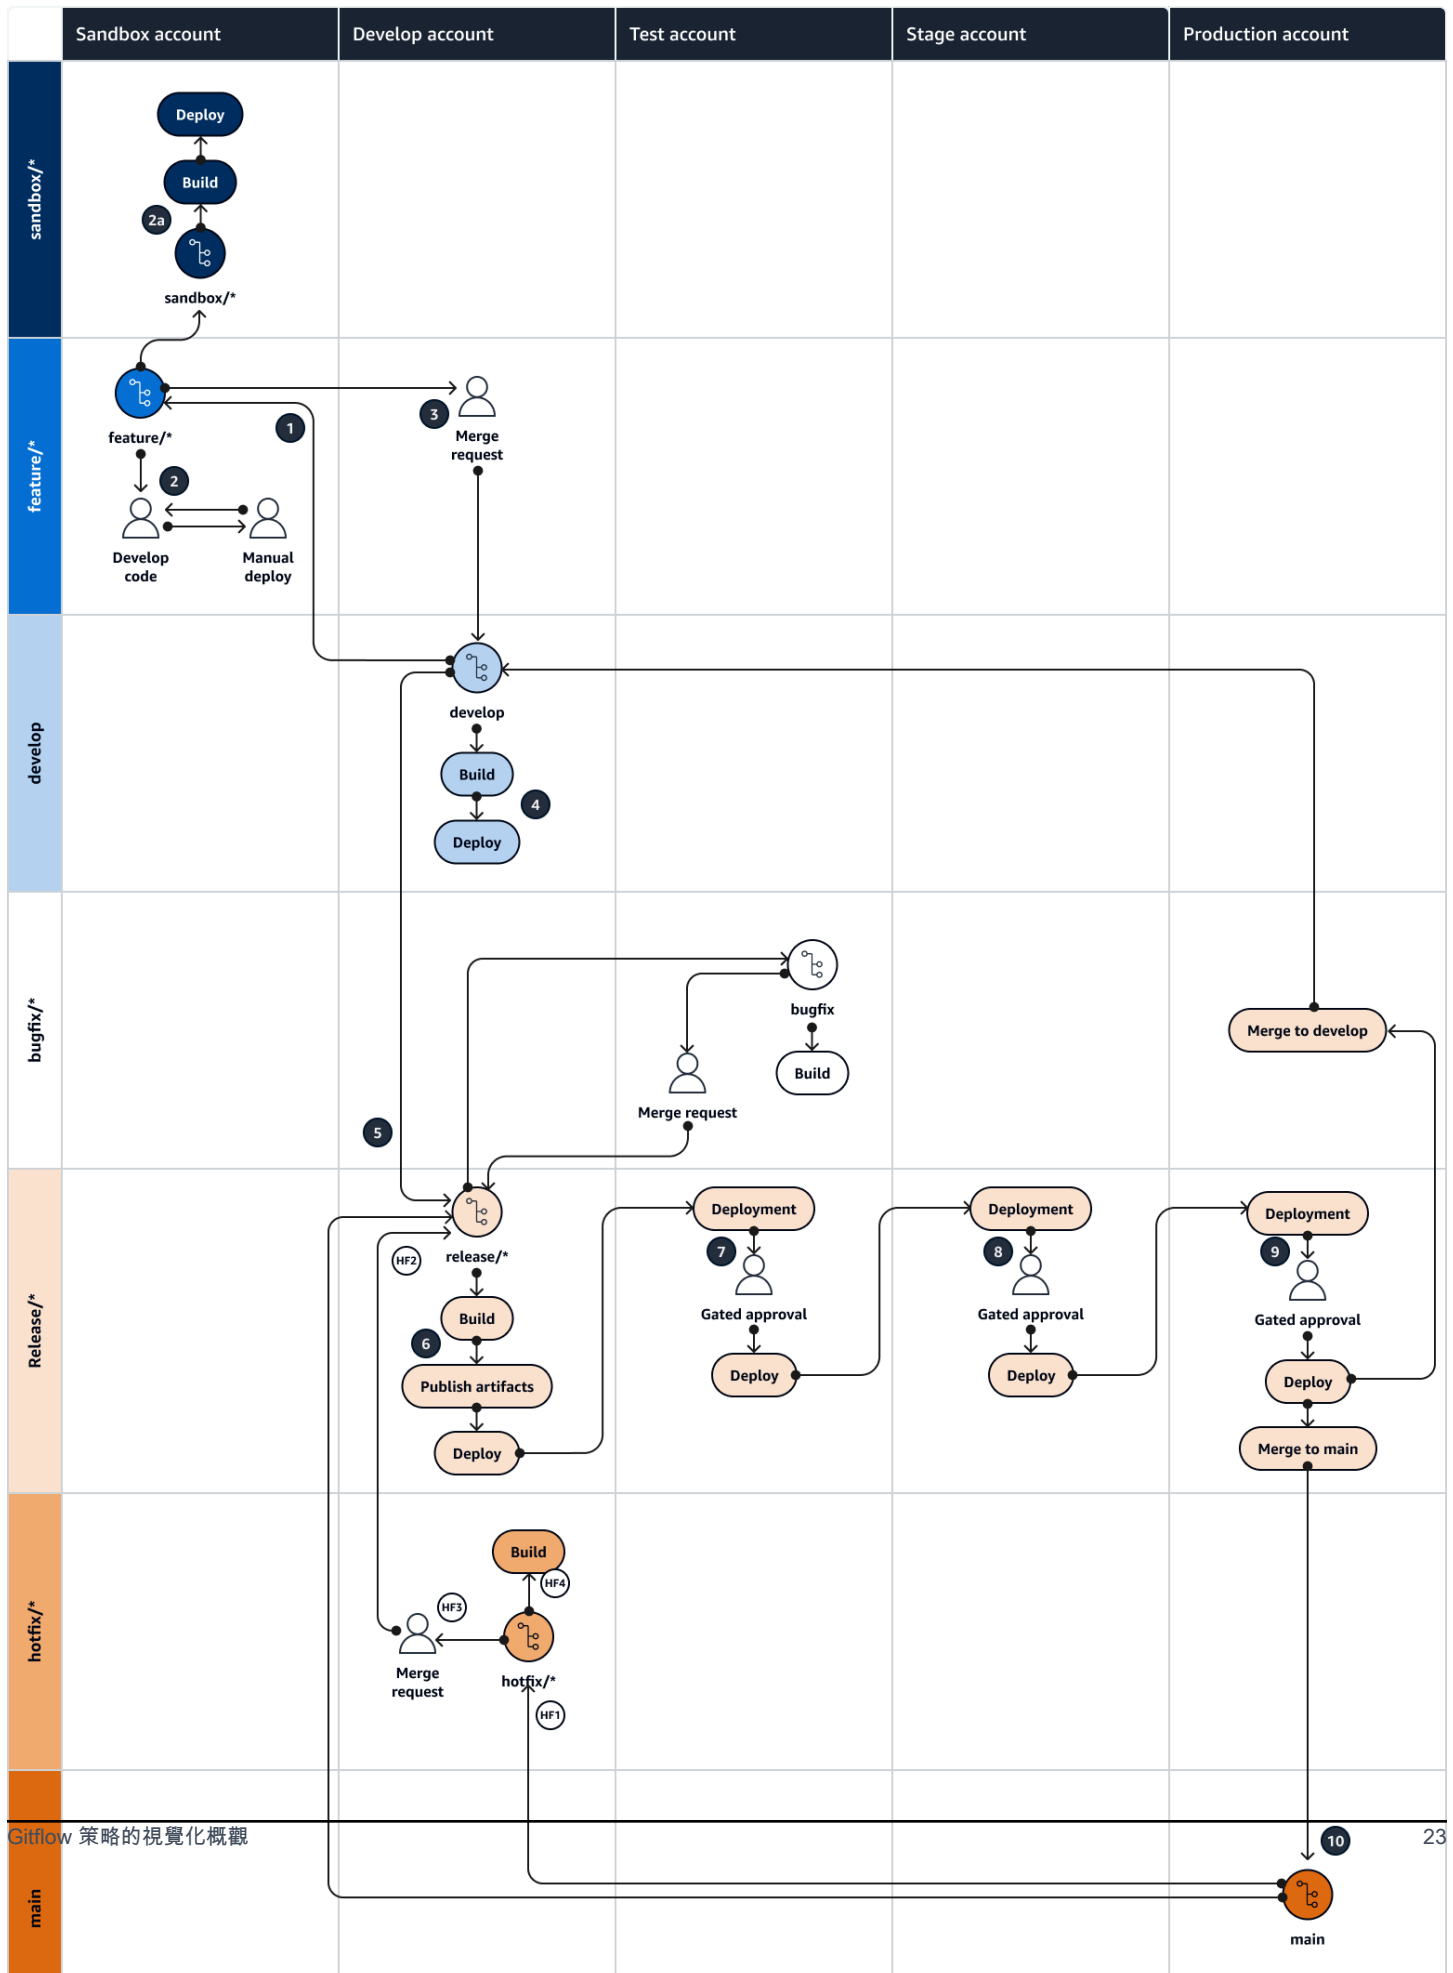 Sandbox account
Develop account
Test account
Stage account
Production account
sandbox/*
Deploy
Build
2a
sandbox/*
feature/*
feature/*
1
3
Merge
request
2
Develop
code
Manual
deploy
develop
develop
Build
4
Deploy
bugfix/*
bugfix
Build
Merge request
Merge to develop
5
Release/*
release/*
HF2
Build
6
Publish artifacts
Deploy
Deployment
7
Gated approval
Deploy
Deployment
8
Gated approval
Deploy
Deployment
9
Gated approval
Deploy
Merge to main
hotfix/*
Build
HF4
HF3
Merge
request
hotfix/*
HF1
Gitflow 策略的視覺化概觀
23
10
main
main